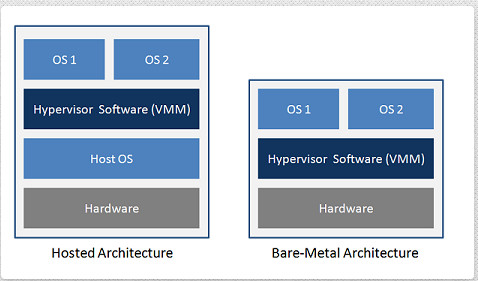 OS 1 OS 2
Hypervisor Software (VMM)
Host OS
Hardware
Hosted Architecture
OS 1 OS 2
Hypervisor Software (VMM)
Hardware
Bare-Metal Architecture